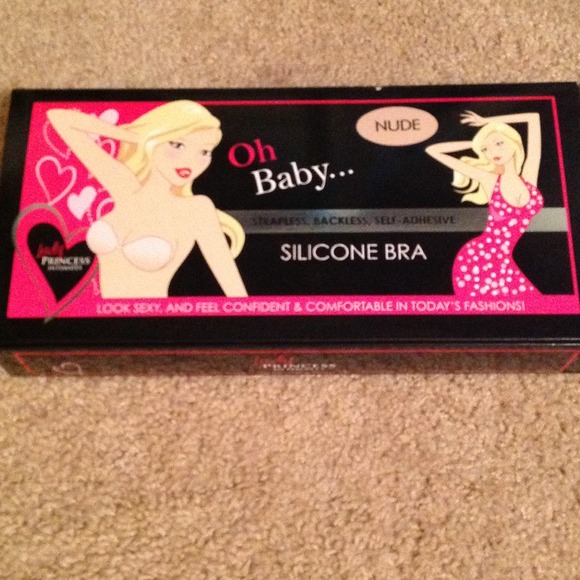 NUDE
Oh
Baby...
STRAPLESS, BACKLESS, SELF-ADHESIVE
SILICONE BRA
PRINCESS
LOOK SEXY, AND FEEL CONFIDENT & COMFORTABLE IN TODAY'S FASHIONS!
PRINCESS